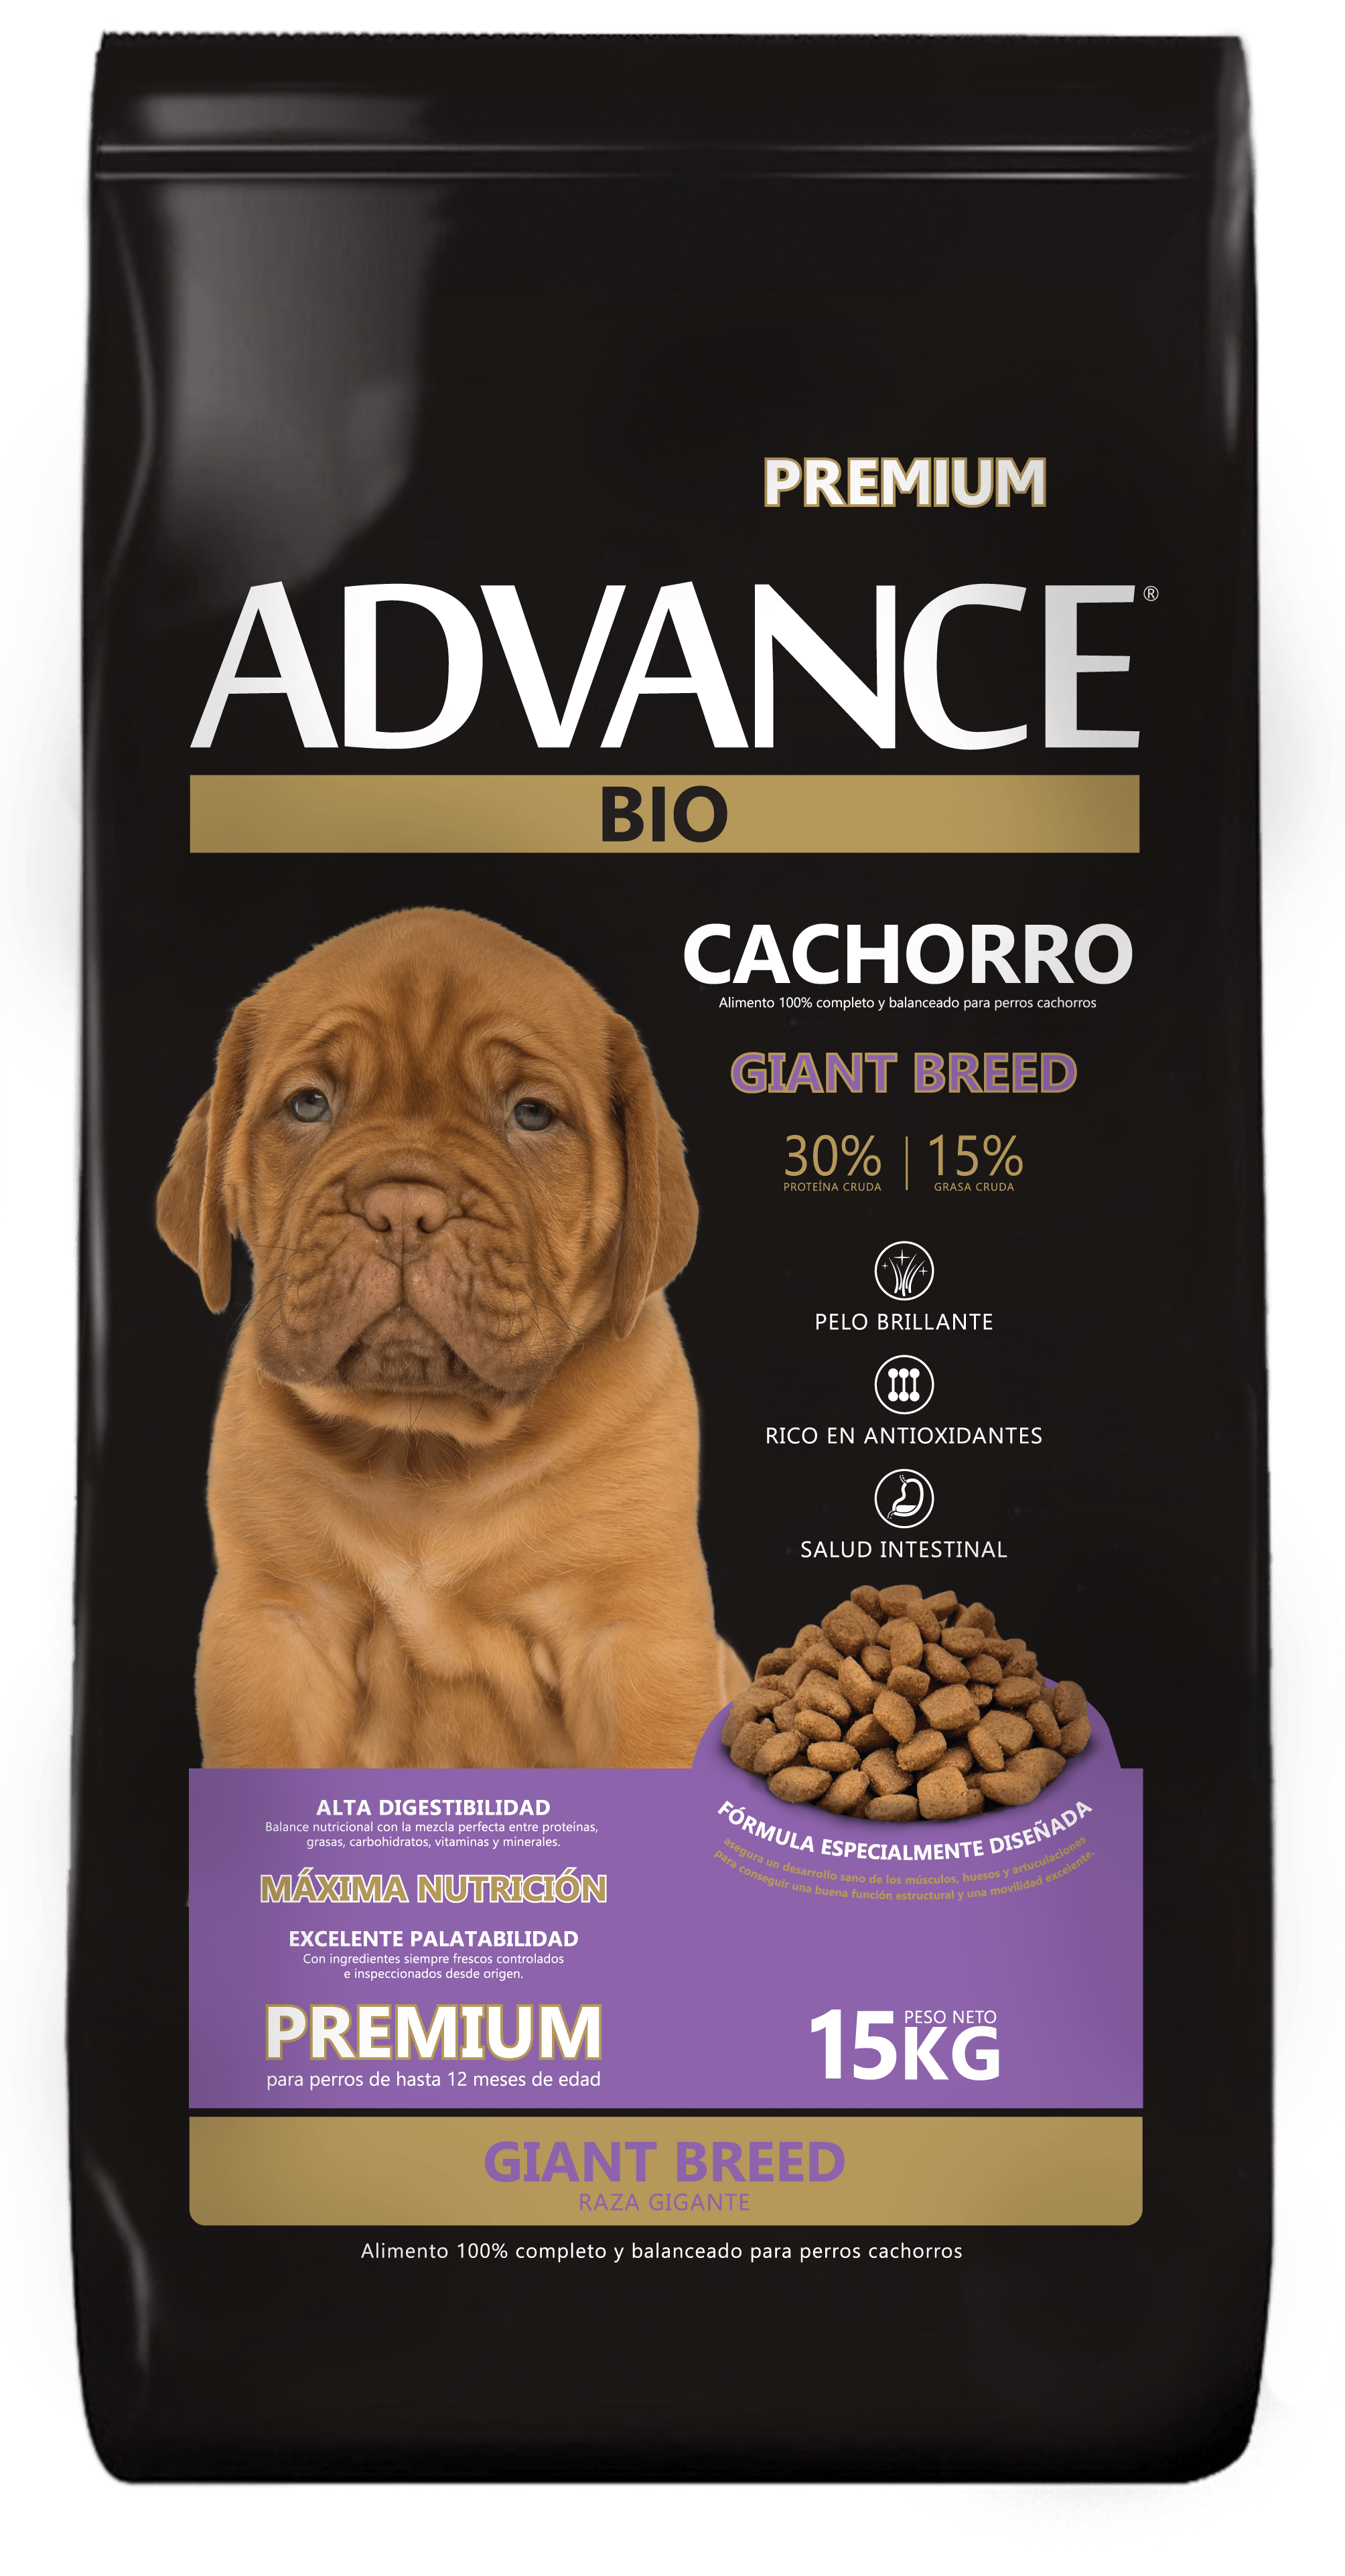 PREMIUM
ADVANCE®
BIO
CACHORRO
Alimento 100% completo y balanceado para perros cachorros
GIANT BREED
30% | 15%
PROTEÍNA CRUDA GRASA CRUDA
PELO BRILLANTE
RICO EN ANTIOXIDANTES
SALUD INTESTINAL
ALTA DIGESTIBILIDAD
Balance nutricional con la mezcla perfecta entre proteínas,
grasas, carbohidratos, vitaminas y minerales.
MÁXIMA NUTRICIÓN
EXCELENTE PALATABILIDAD
Con ingredientes siempre frescos controlados
e inspeccionados desde origen.
PREMIUM
para perros de hasta 12 meses de edad
FÓRMULA ESPECIALMENTE DISEÑADA
asegura un desarrollo sano de los músculos, huesos y artuculaciones
para conseguir una buena función estructural y una movilidad excelente.
PESO NETO
15KG
GIANT BREED
RAZA GIGANTE
Alimento 100% completo y balanceado para perros cachorros